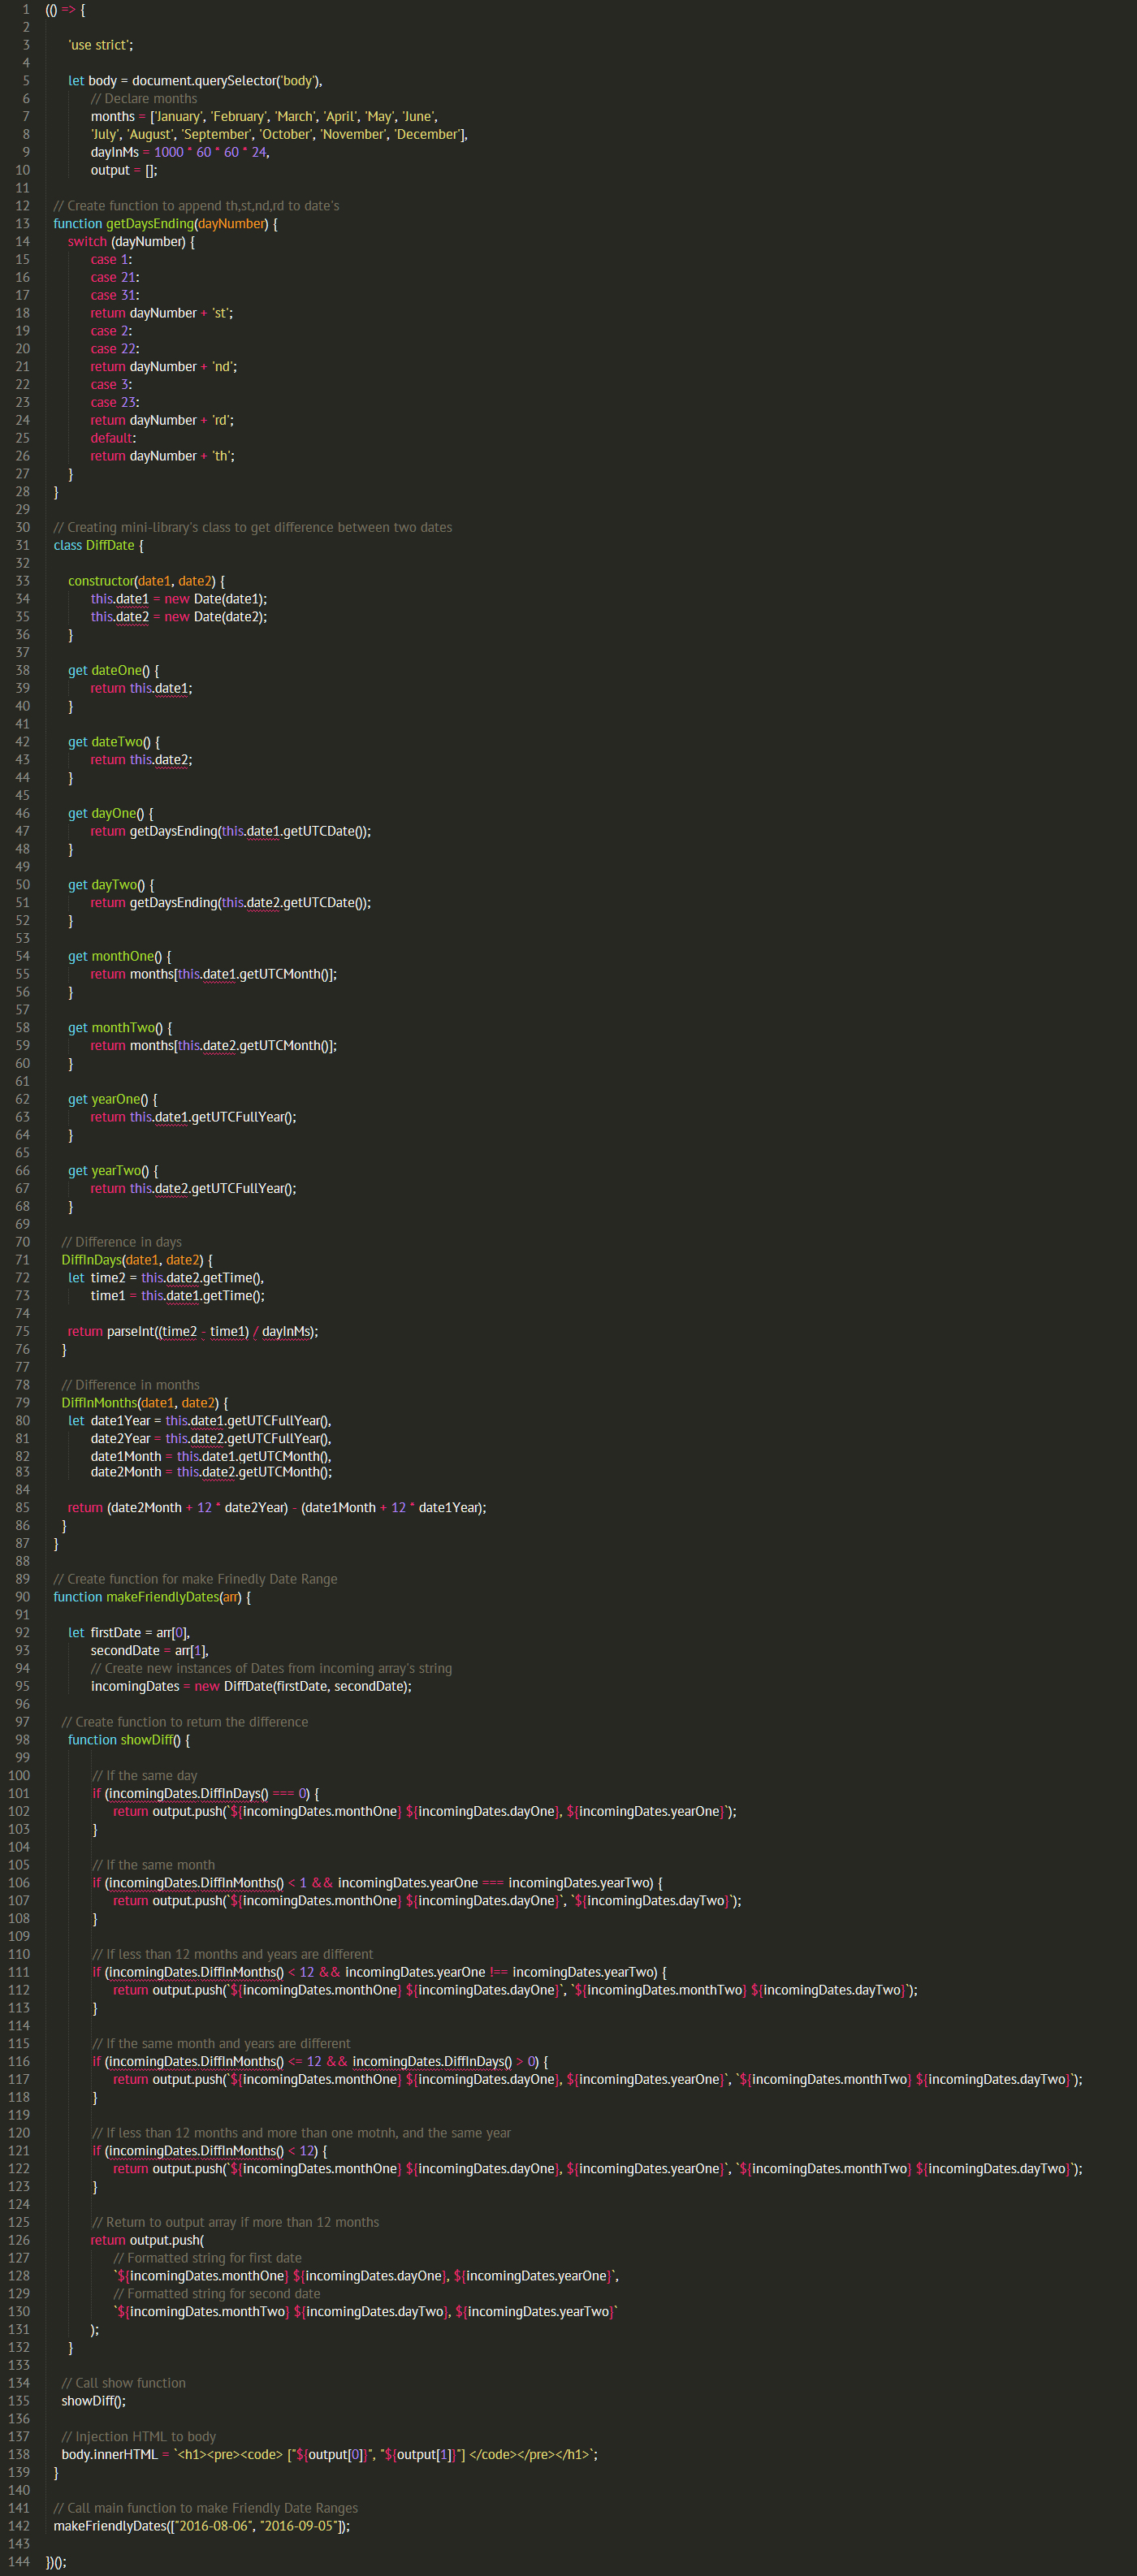 1 (() => {
2
3 'use strict';
4
5 let body = document.querySelector('body'),
6 // Declare months
7 months = ['January', 'February', 'March', 'April', 'May', 'June',
8 'July', 'August', 'September', 'October', 'November', 'December'],
9 dayInMs = 1000 * 60 * 60 * 24,
10 output = [];
11
12 // Create function to append th,st,nd,rd to date's
13 function getDaysEnding(dayNumber) {
14 switch (dayNumber) {
15 case 1:
16 case 21:
17 case 31:
18 return dayNumber + 'st';
19 case 2:
20 case 22:
21 return dayNumber + 'nd';
22 case 3:
23 case 23:
24 return dayNumber + 'rd';
25 default:
26 return dayNumber + 'th';
27 }
28 }
29
30 // Creating mini-library's class to get difference between two dates
31 class DiffDate {
32
33 constructor(date1, date2) {
34 this.date1 = new Date(date1);
35 this.date2 = new Date(date2);
36 }
37
38 get dateOne() {
39 return this.date1;
40 }
41
42 get dateTwo() {
43 return this.date2;
44 }
45
46 get dayOne() {
47 return getDaysEnding(this.date1.getUTCDate());
48 }
49
50 get dayTwo() {
51 return getDaysEnding(this.date2.getUTCDate());
52 }
53
54 get monthOne() {
55 return months[this.date1.getUTCMonth()];
56 }
57
58 get monthTwo() {
59 return months[this.date2.getUTCMonth()];
60 }
61
62 get yearOne() {
63 return this.date1.getUTCFullYear();
64 }
65
66 get yearTwo() {
67 return this.date2.getUTCFullYear();
68 }
69
70 // Difference in days
71 DiffInDays(date1, date2) {
72 let time2 = this.date2.getTime(),
73 time1 = this.date1.getTime();
74
75 return parseInt((time2 - time1) / dayInMs);
76 }
77
78 // Difference in months
79 DiffInMonths(date1, date2) {
80 let date1Year = this.date1.getUTCFullYear(),
81 date2Year = this.date2.getUTCFullYear(),
82 date1Month = this.date1.getUTCMonth(),
83 date2Month = this.date2.getUTCMonth();
84
85 return (date2Month + 12 * date2Year) - (date1Month + 12 * date1Year);
86 }
87 }
88
89 // Create function for make Frinedly Date Range
90 function makeFriendlyDates(arr) {
91
92 let firstDate = arr[0],
93 secondDate = arr[1],
94 // Create new instances of Dates from incoming array's string
95 incomingDates = new DiffDate(firstDate, secondDate);
96
97 // Create function to return the difference
98 function showDiff() {
99
100 // If the same day
101 if (incomingDates.DiffInDays() === 0) {
102 return output.push(`${incomingDates.monthOne} ${incomingDates.dayOne}, ${incomingDates.yearOne}`);
103 }
104
105 // If the same month
106 if (incomingDates.DiffInMonths() < 1 && incomingDates.yearOne === incomingDates.yearTwo) {
107 return output.push(`${incomingDates.monthOne} ${incomingDates.dayOne}`, `${incomingDates.dayTwo}`);
108 }
109
110 // If less than 12 months and years are different
111 if (incomingDates.DiffInMonths() < 12 && incomingDates.yearOne !== incomingDates.yearTwo) {
112 return output.push(`${incomingDates.monthOne} ${incomingDates.dayOne}`, `${incomingDates.monthTwo} ${incomingDates.dayTwo}`);
113 }
114
115 // If the same month and years are different
116 if (incomingDates.DiffInMonths() <= 12 && incomingDates.DiffInDays() > 0) {
117 return output.push(`${incomingDates.monthOne} ${incomingDates.dayOne}, ${incomingDates.yearOne}`, `${incomingDates.monthTwo} ${incomingDates.dayTwo}`);
118 }
119
120 // If less than 12 months and more than one motnh, and the same year
121 if (incomingDates.DiffInMonths() < 12) {
122 return output.push(`${incomingDates.monthOne} ${incomingDates.dayOne}, ${incomingDates.yearOne}`, `${incomingDates.monthTwo} ${incomingDates.dayTwo}`);
123 }
124
125 // Return to output array if more than 12 months
126 return output.push(
127 // Formatted string for first date
128 `${incomingDates.monthOne} ${incomingDates.dayOne}, ${incomingDates.yearOne}`,
129 // Formatted string for second date
130 `${incomingDates.monthTwo} ${incomingDates.dayTwo}, ${incomingDates.yearTwo}`
131 );
132 }
133
134 // Call show function
135 showDiff();
136
137 // Injection HTML to body
138 body.innerHTML = `<h1><pre><code> ["${output[0]}", "${output[1]}"] </code></pre></h1>`;
139 }
140
141 // Call main function to make Friendly Date Ranges
142 makeFriendlyDates(["2016-08-06", "2016-09-05"]);
143
144 })();